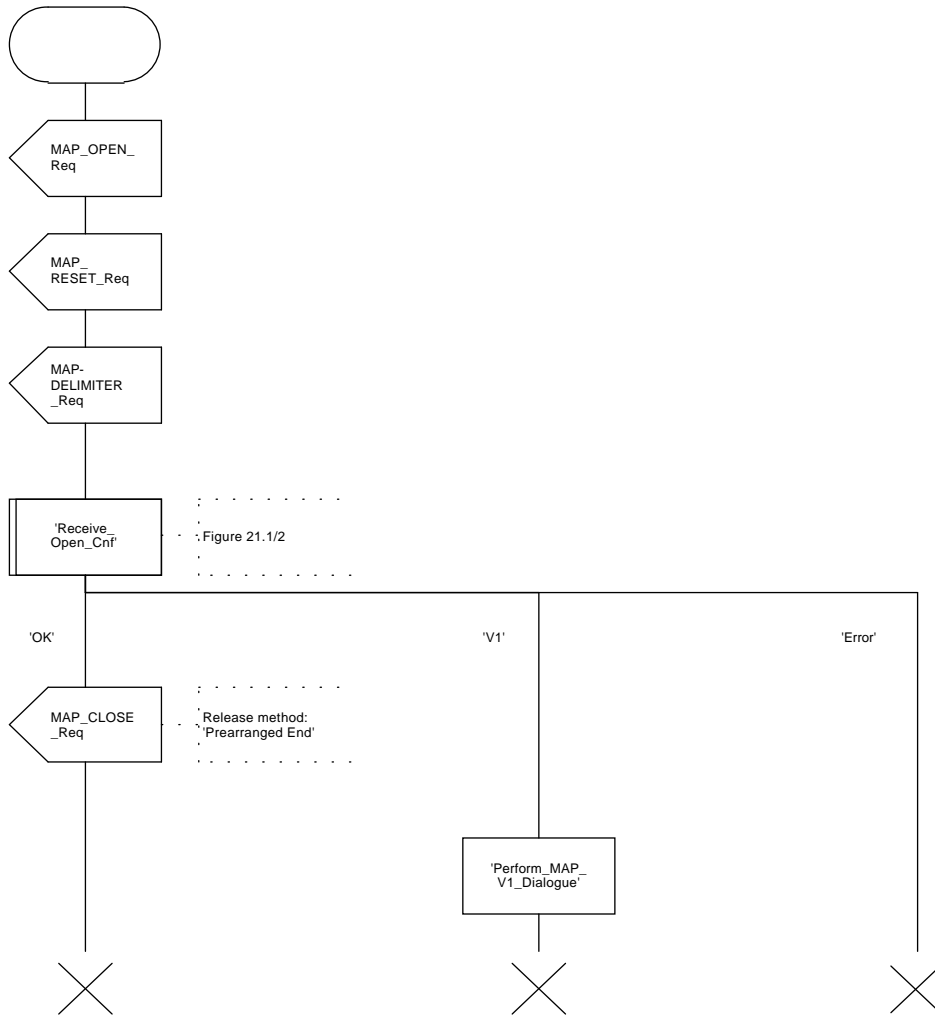 MAP_OPEN_
Req
MAP_
RESET_Req
MAP-
DELIMITER
_Req
'Receive_
Open_Cnf'
Figure 21.1/2
'OK'
'V1'
'Error'
MAP_CLOSE
_Req
Release method:
'Prearranged End'
'Perform_MAP_
V1_Dialogue'